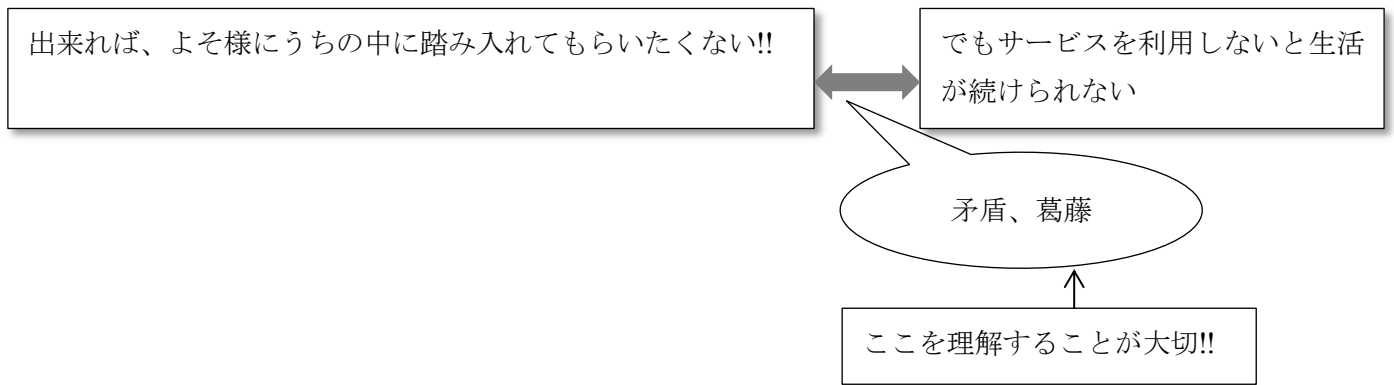 出来れば、よそ様にうちの中に踏み入れてもらいたくない!!
でもサービスを利用しないと生活
が続けられない
矛盾、葛藤
ここを理解することが大切!!